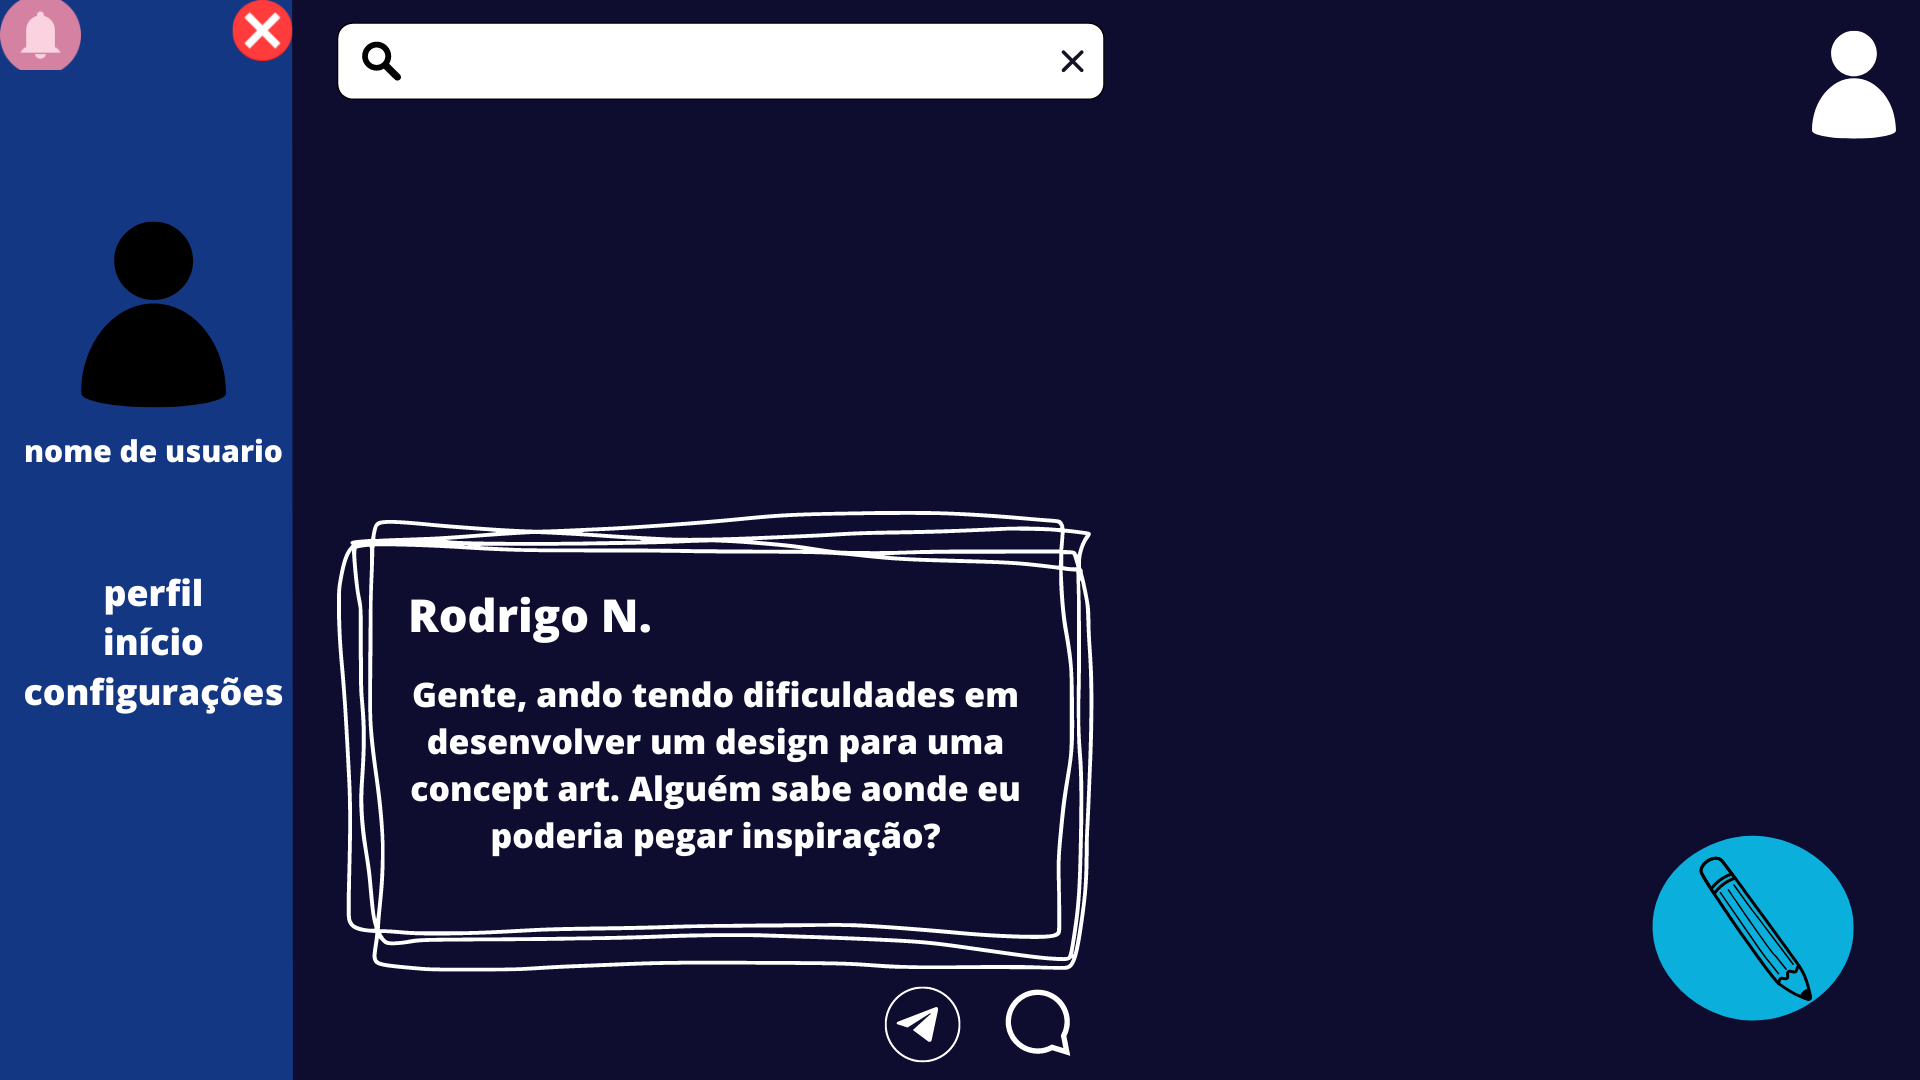 nome de usuario
perfil
início
configurações
Rodrigo N.
Gente, ando tendo dificuldades em
desenvolver um design para uma
concept art. Alguém sabe aonde eu
poderia pegar inspiração?